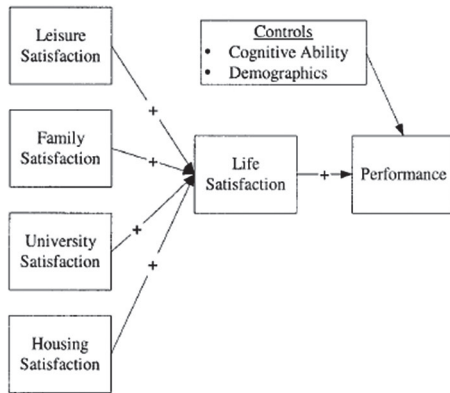 Leisure
Satisfaction
Controls
• Cognitive Ability
• Demographics
+
Family
Satisfaction
+
Life
Satisfaction
+
Performance
University
Satisfaction
+
+
Housing
Satisfaction